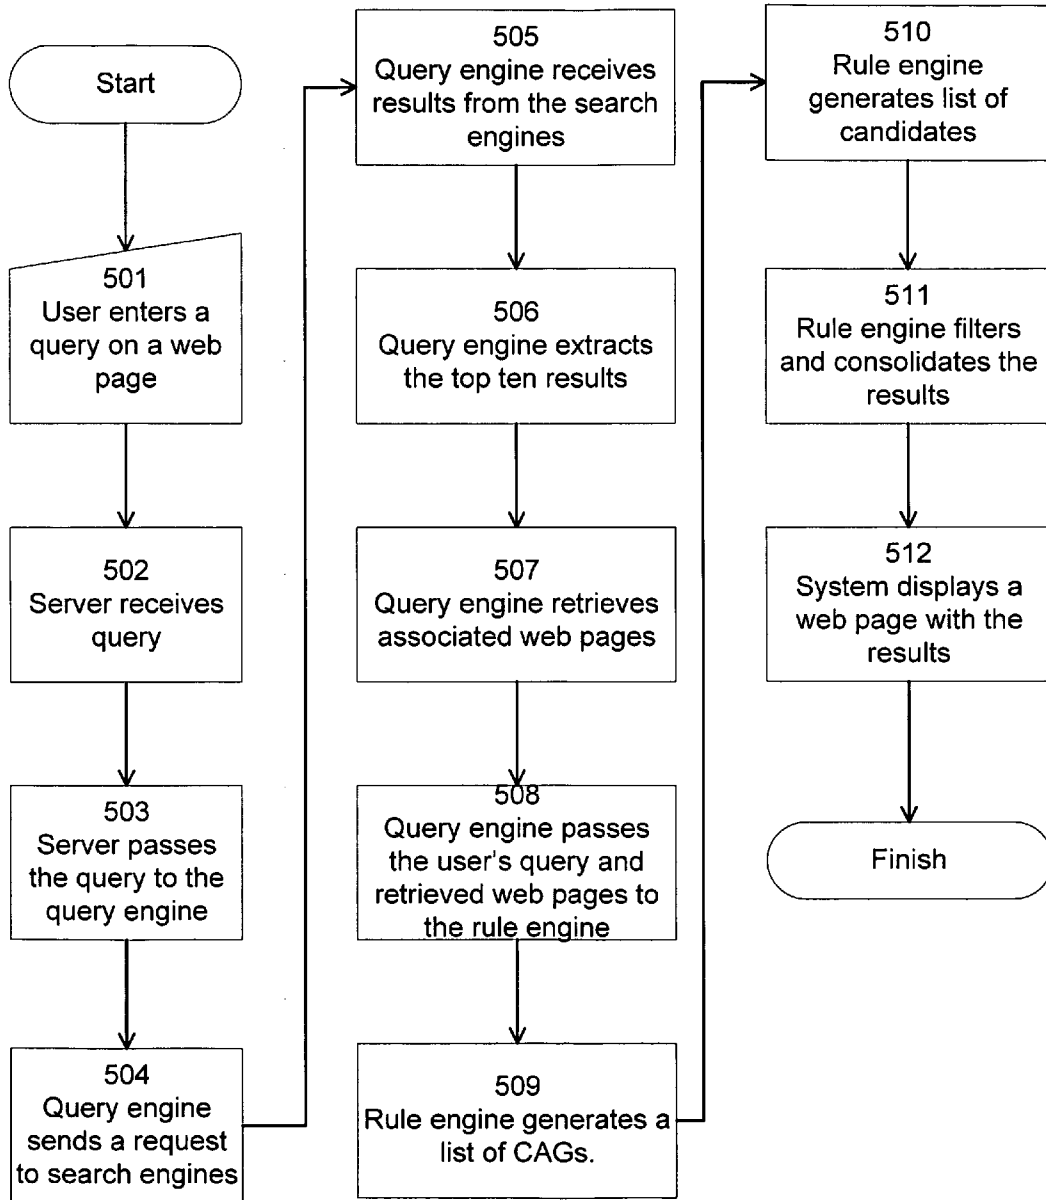 Start
501
User enters a
query on a web
page
502
Server receives
query
503
Server passes
the query to the
query engine
504
Query engine
sends a request
to search engines
505
Query engine receives
results from the search
engines
506
Query engine extracts
the top ten results
507
Query engine retrieves
associated web pages
508
Query engine passes
the user's query and
retrieved web pages to
the rule engine
509
Rule engine generates a
list of CAGs.
510
Rule engine
generates list of
candidates
511
Rule engine filters
and consolidates the
results
512
System displays a
web page with the
results
Finish